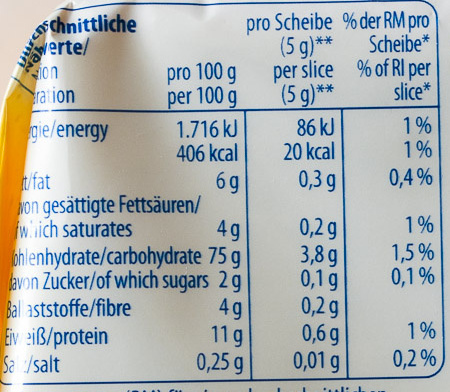 schnittliche pro Scheibe % der RM pro
werte/ (5 g)** Scheibe*
pro 100 g per slice % of RI per
per 100 g (5 g)** slice*
gie/energy 1.716 kJ 86 kJ 1 %
406 kcal 20 kcal 1 %
tt/fat 6 g 0,3 g 0,4 %
von gesättigte Fettsäuren/
which saturates 4 g 0,2 g 1 %
ohlenhydrate/carbohydrate 75 g 3,8 g 1,5 %
davon Zucker/of which sugars 2 g 0,1 g 0,1 %
Ballaststoffe/fibre 4 g 0,2 g
Eiweiß/protein 11 g 0,6 g 1 %
Salz/salt 0,25 g 0,01 g 0,2 %